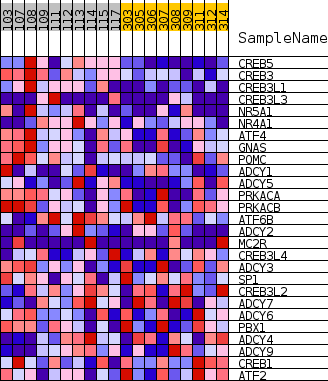 108 107 108 109 111 112 113 114 115 117 303 305 306 307 308 309 311 312 314
SampleName
CREB5
CREB3
CREB3L1
CREB3L3
NR5A1
NR4A1
ATF4
GNAS
POMC
ADCY1
ADCY5
PRKACA
PRKACB
ATF6B
ADCY2
MC2R
CREB3L4
ADCY3
SP1
CREB3L2
ADCY7
ADCY6
PBX1
ADCY4
ADCY9
CREB1
ATF2